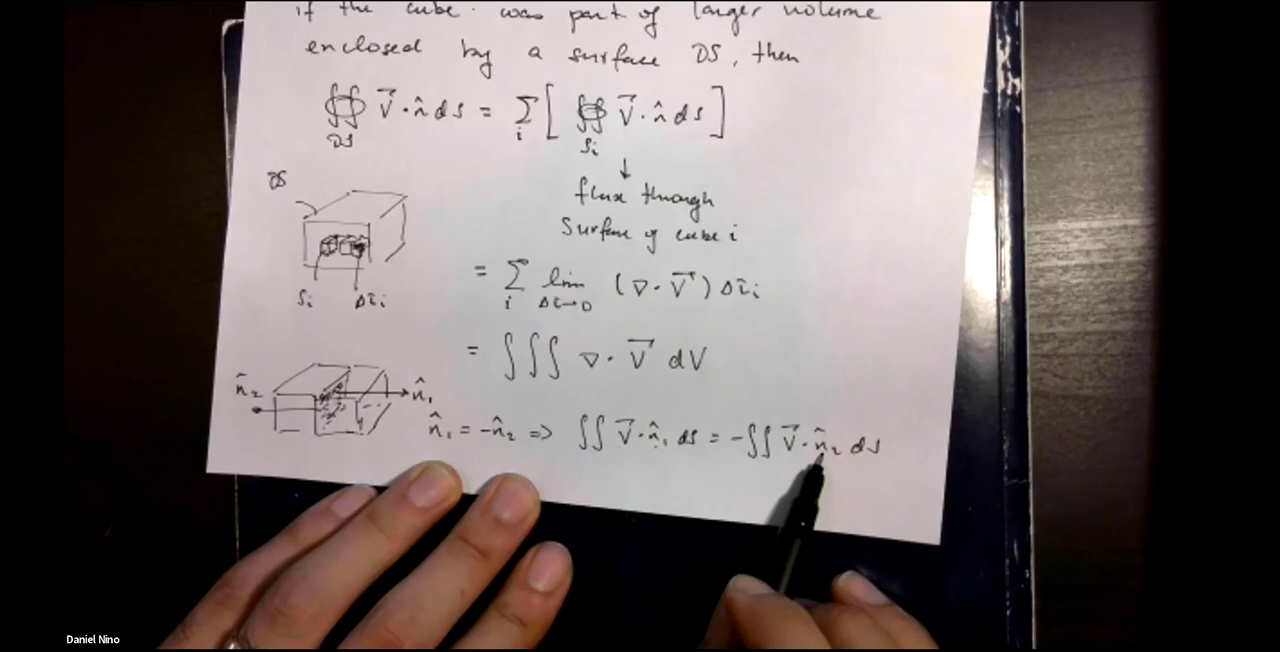 if the cube was part of larger volume
enclosed by a surface ∂S, then
∯ V⃗·n̂ ds = Σ [ ∯ V⃗·n̂ ds ]
∂S i Si
↓
flux through
Surface of cube i
∂S
Si Δτi
= Σ lim (∇·V⃗) Δτi
i Δτ→0
= ∫∫∫ ∇·V⃗ dV
n̂2 n̂1
n̂1 = -n̂2 => ∫∫ V⃗·n̂1 ds = -∫∫ V⃗·n̂2 ds
Daniel Nino